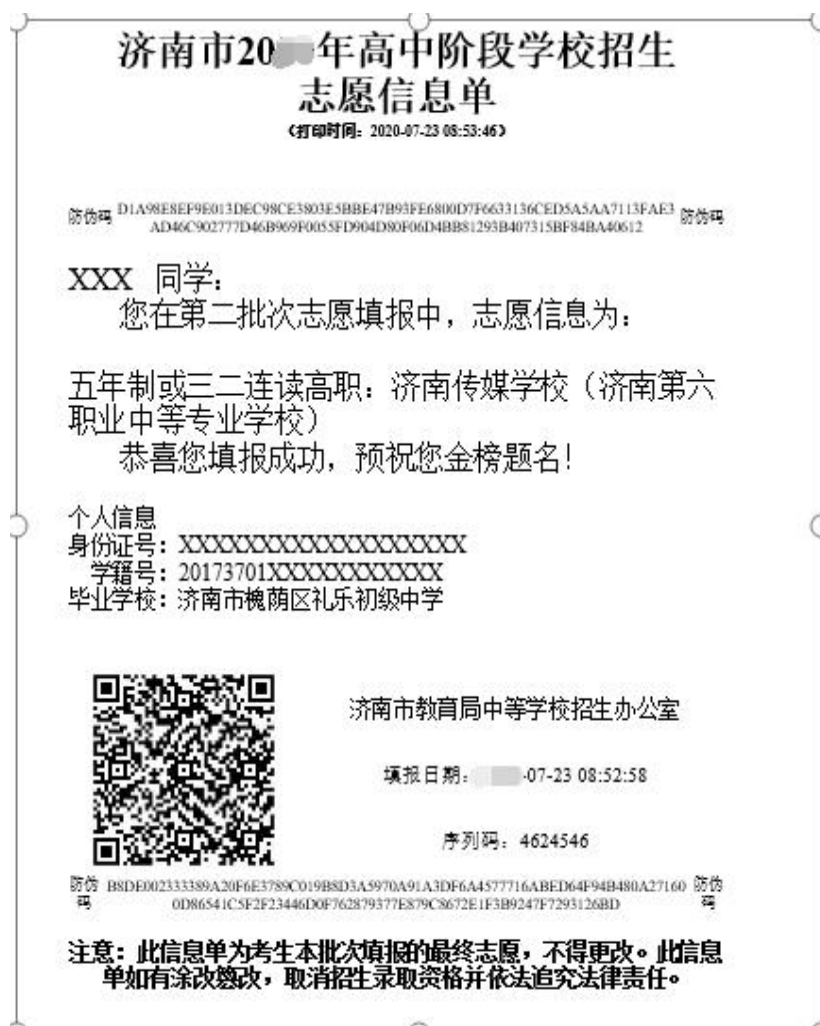 济南市20 年高中阶段学校招生
志愿信息单
(打印时间：2020-07-23 08:53:46)
防伪码 D1A98E8EF9E013DEC98CE3803E5BBE47B93FE6800D7F6633136CED5A5AA7113FAE3 防伪码
AD46C902777D46B969F0055FD904D80F06D4BB81293B407315BF84BA40612
XXX 同学：
您在第二批次志愿填报中，志愿信息为：
五年制或三二连读高职：济南传媒学校（济南第六
职业中等专业学校）
恭喜您填报成功，预祝您金榜题名！
个人信息
身份证号：XXXXXXXXXXXXXXXXXXXX
学籍号：20173701XXXXXXXXXXXX
毕业学校：济南市槐荫区礼乐初级中学
济南市教育局中等学校招生办公室
填报日期： -07-23 08:52:58
序列码：4624546
防伪码 B8DE002333389A20F6E3789C019B8D3A5970A91A3DF6A4577716ABED64F94B480A27160 防伪码
0D86541C5F2F23446D0F762879377E879C8672E1F3B9247F7293126BD
注意：此信息单为考生本批次填报的最终志愿，不得更改。此信息
单如有涂改篡改，取消招生录取资格并依法追究法律责任。